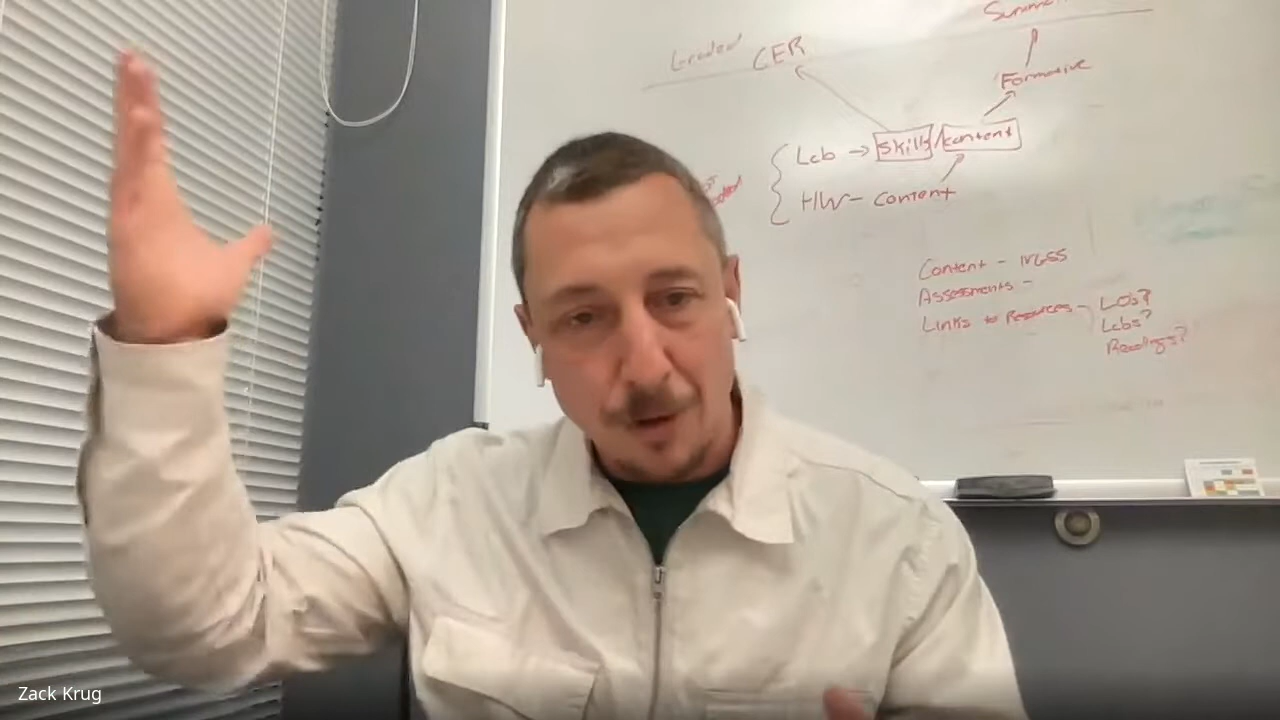 Graded CER
Formative
Lab → skills/content
HW - content
Content - NGSS
Assessments -
Links to Resources - LOs?
Labs?
Readings?
Zack Krug